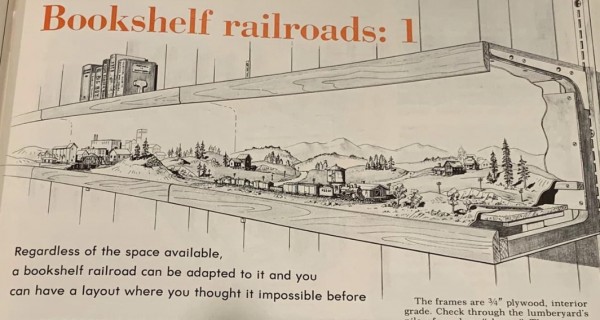 Bookshelf railroads: 1
Regardless of the space available,
a bookshelf railroad can be adapted to it and you
can have a layout where you thought it impossible before
The frames are ¾" plywood, interior
grade. Check through the lumberyard's